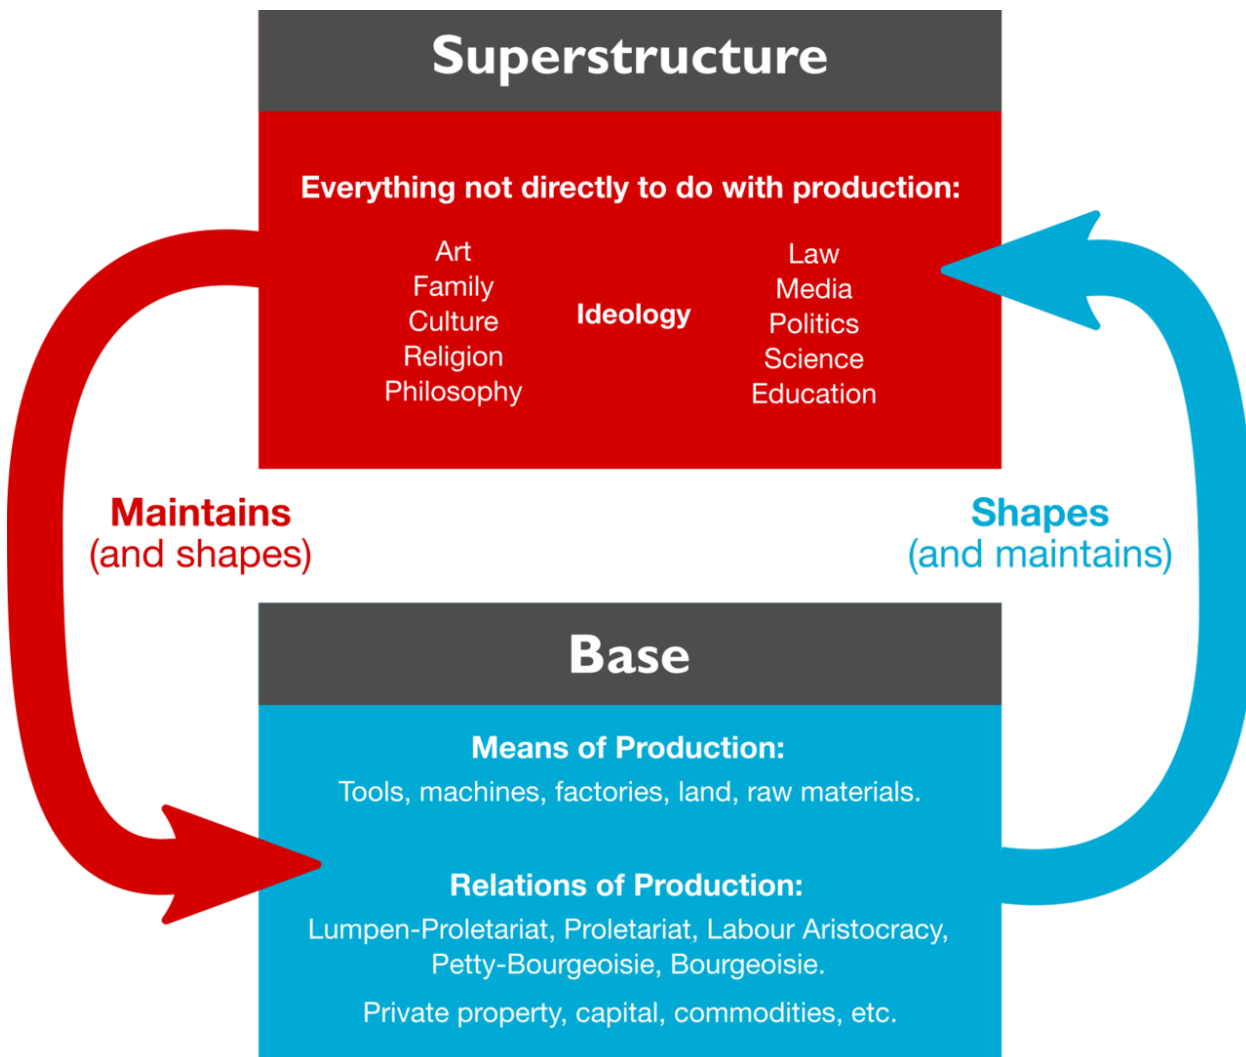 Superstructure
Everything not directly to do with production:
Art
Family
Culture
Religion
Philosophy
Ideology
Law
Media
Politics
Science
Education
Maintains
(and shapes)
Shapes
(and maintains)
Base
Means of Production:
Tools, machines, factories, land, raw materials.
Relations of Production:
Lumpen-Proletariat, Proletariat, Labour Aristocracy,
Petty-Bourgeoisie, Bourgeoisie.
Private property, capital, commodities, etc.